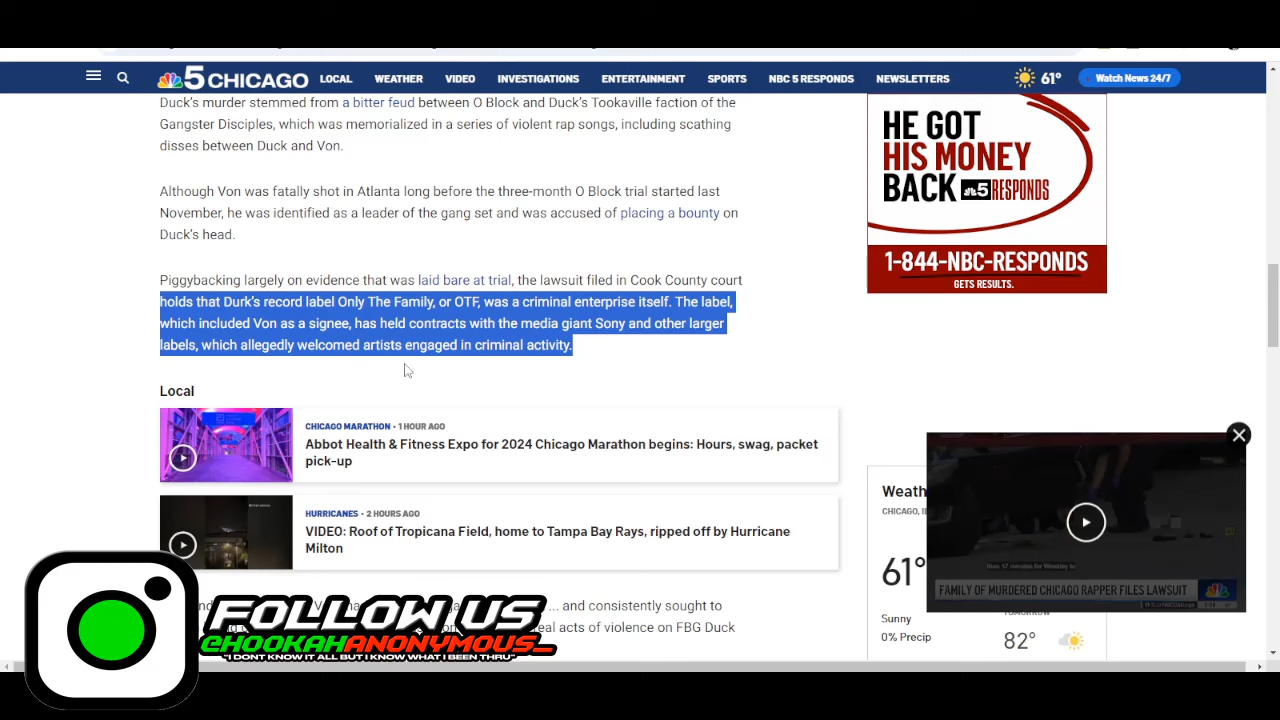 5 CHICAGO
LOCAL
WEATHER
VIDEO
INVESTIGATIONS
ENTERTAINMENT
SPORTS
NBC 5 RESPONDS
NEWSLETTERS
61°
Watch News 24/7
Duck's murder stemmed from a bitter feud between O Block and Duck's Tookaville faction of the
Gangster Disciples, which was memorialized in a series of violent rap songs, including scathing
disses between Duck and Von.
Although Von was fatally shot in Atlanta long before the three-month O Block trial started last
November, he was identified as a leader of the gang set and was accused of placing a bounty on
Duck's head.
Piggybacking largely on evidence that was laid bare at trial, the lawsuit filed in Cook County court
holds that Durk's record label Only The Family, or OTF, was a criminal enterprise itself. The label,
which included Von as a signee, has held contracts with the media giant Sony and other larger
labels, which allegedly welcomed artists engaged in criminal activity.
HE GOT
HIS MONEY
BACK 5 RESPONDS
1-844-NBC-RESPONDS
GETS RESULTS.
Local
CHICAGO MARATHON • 1 HOUR AGO
Abbot Health & Fitness Expo for 2024 Chicago Marathon begins: Hours, swag, packet
pick-up
HURRICANES • 2 HOURS AGO
VIDEO: Roof of Tropicana Field, home to Tampa Bay Rays, ripped off by Hurricane
Milton
... and consistently sought to
real acts of violence on FBG Duck
Weath
CHICAGO, IL
61°
Sunny
0% Precip
TOMORROW
82°
FAMILY OF MURDERED CHICAGO RAPPER FILES LAWSUIT
FOLLOW US
@HOOKAHANONYMOUS_
"I DONT KNOW IT ALL BUT I KNOW WHAT I BEEN THRU"